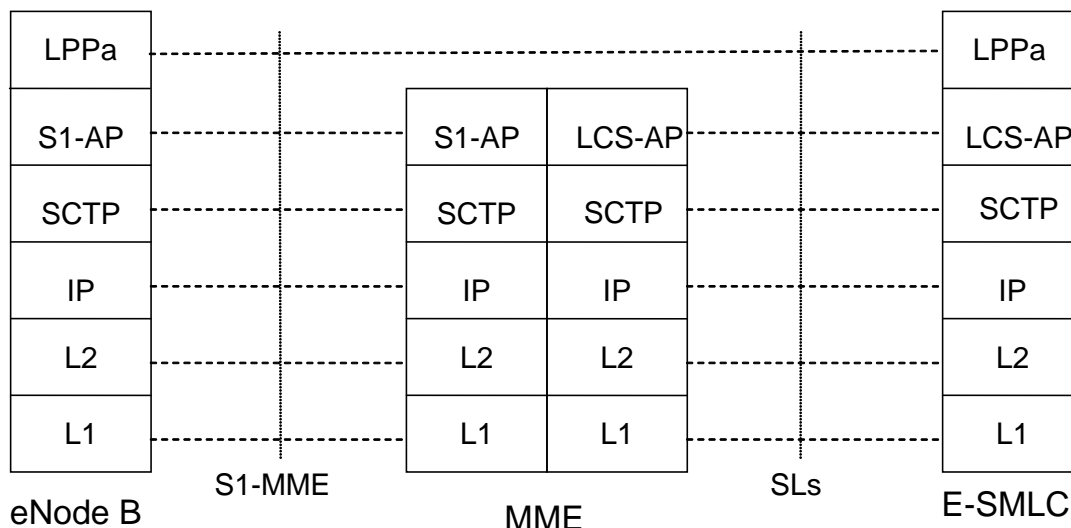 LPPa
LPPa
S1-AP
S1-AP
LCS-AP
LCS-AP
SCTP
SCTP
SCTP
SCTP
IP
IP
IP
IP
L2
L2
L2
L2
L1
L1
L1
L1
S1-MME
SLs
eNode B
MME
E-SMLC